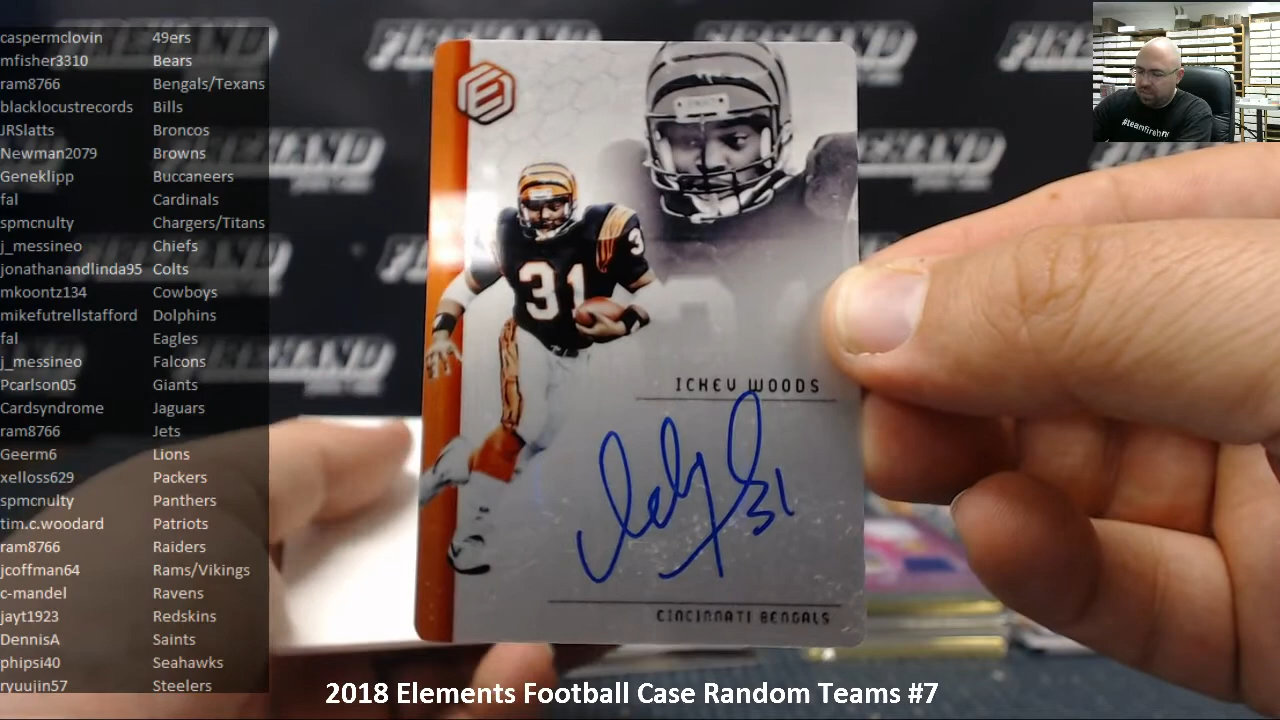 caspermclovin 49ers
mfisher3310 Bears
ram8766 Bengals/Texans
blacklocustrecords Bills
JRSlatts Broncos
Newman2079 Browns
Geneklipp Buccaneers
fal Cardinals
spmcnulty Chargers/Titans
j_messineo Chiefs
jonathanandlinda95 Colts
mkoontz134 Cowboys
mikefutrellstafford Dolphins
fal Eagles
j_messineo Falcons
Pcarlson05 Giants
Cardsyndrome Jaguars
ram8766 Jets
Geerm6 Lions
xelloss629 Packers
spmcnulty Panthers
tim.c.woodard Patriots
ram8766 Raiders
jcoffman64 Rams/Vikings
c-mandel Ravens
jayt1923 Redskins
DennisA Saints
phipsi40 Seahawks
ryuujin57 Steelers
31
ICKEY WOODS
31
CINCINNATI BENGALS
2018 Elements Football Case Random Teams #7